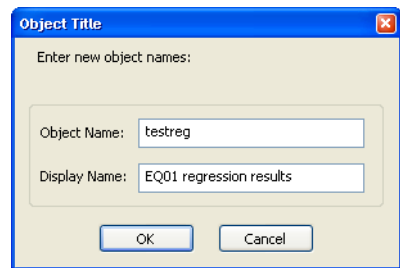 Object Title
Enter new object names:
Object Name: testreg
Display Name: EQ01 regression results
OK Cancel